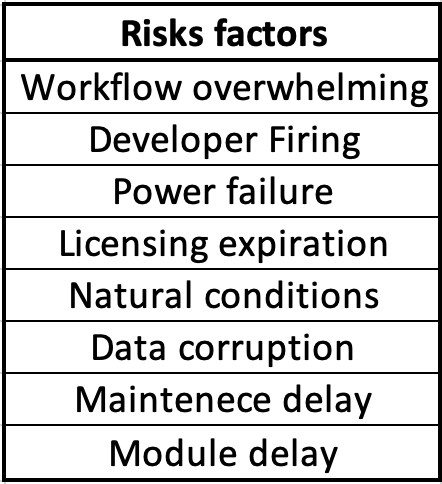 Risks factors
Workflow overwhelming
Developer Firing
Power failure
Licensing expiration
Natural conditions
Data corruption
Maintenece delay
Module delay